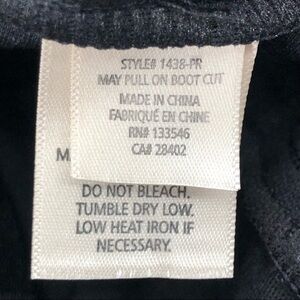 STYLE# 1438-PR
MAY PULL ON BOOT CUT
MADE IN CHINA
FABRIQUÉ EN CHINE
RN# 133546
CA# 28402
M
DO NOT BLEACH.
TUMBLE DRY LOW.
LOW HEAT IRON IF
NECESSARY.